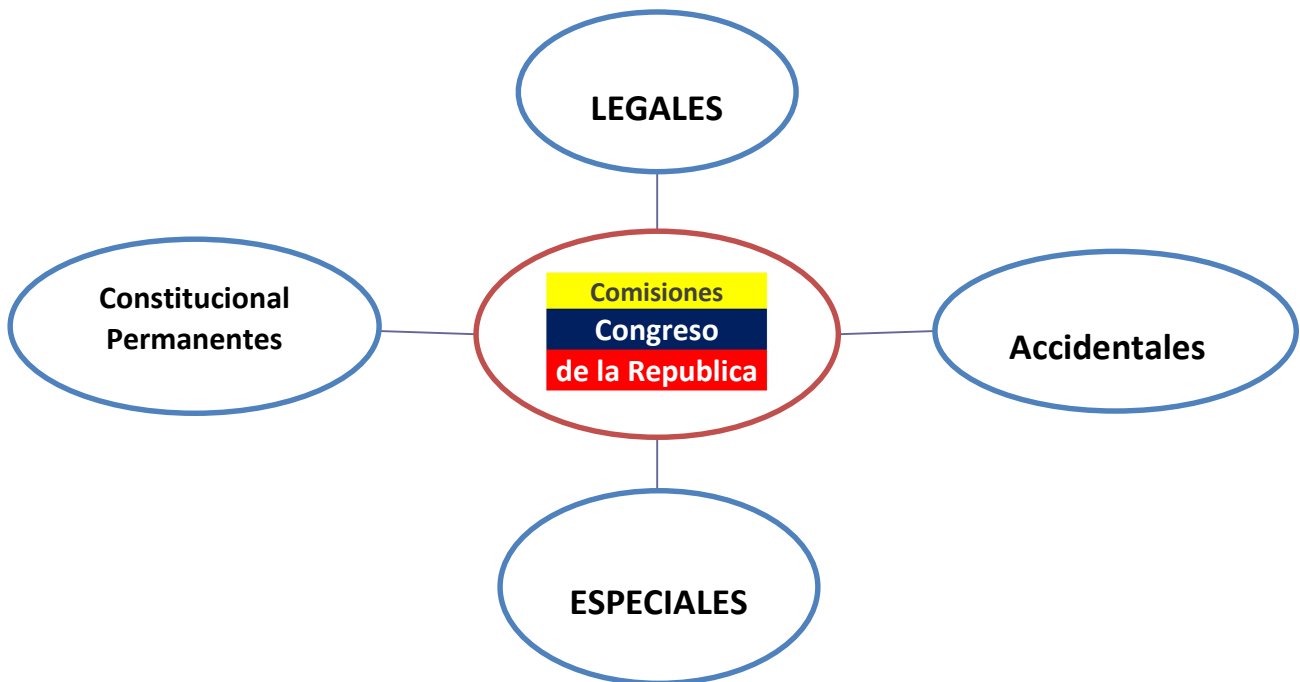 LEGALES
Constitucional
Permanentes
Comisiones
Congreso
de la Republica
Accidentales
ESPECIALES